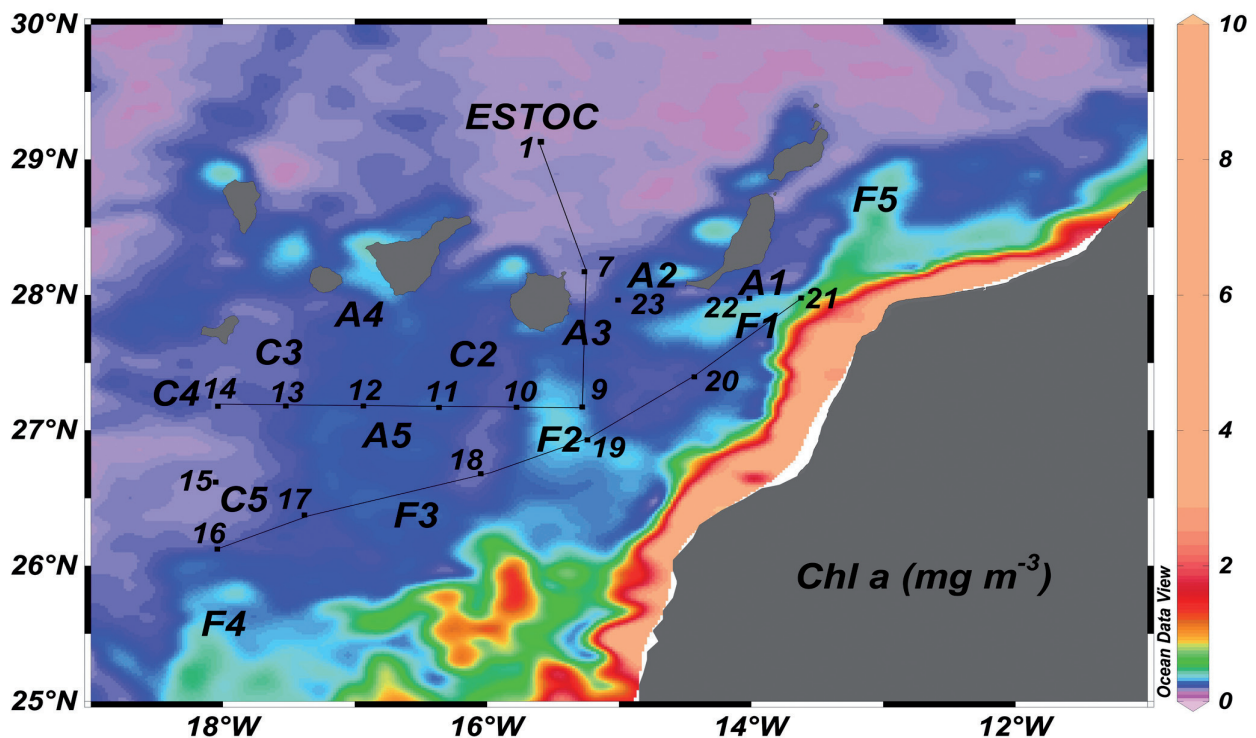 30°N
10
ESTOC
1
29°N
F5
8
7
A2
A1
28°N
23
22
21
A4
A3
F1
6
C3
C2
20
C4
14
13
12
11
10
9
4
27°N
A5
F2
19
18
15
C5
17
F3
16
26°N
Chl a (mg m-3)
2
F4
Ocean Data View
25°N
0
18°W
16°W
14°W
12°W